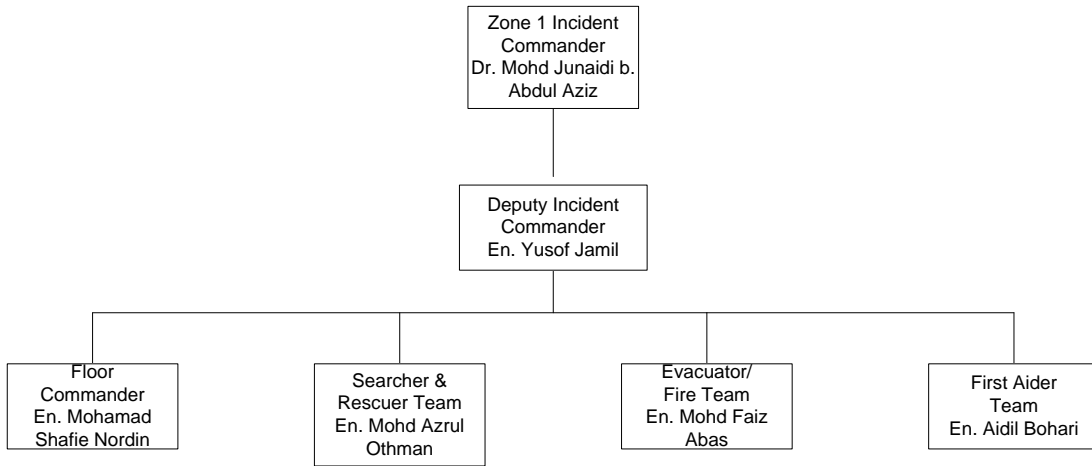 Zone 1 Incident
Commander
Dr. Mohd Junaidi b.
Abdul Aziz
Deputy Incident
Commander
En. Yusof Jamil
Floor
Commander
En. Mohamad
Shafie Nordin
Searcher &
Rescuer Team
En. Mohd Azrul
Othman
Evacuator/
Fire Team
En. Mohd Faiz
Abas
First Aider
Team
En. Aidil Bohari